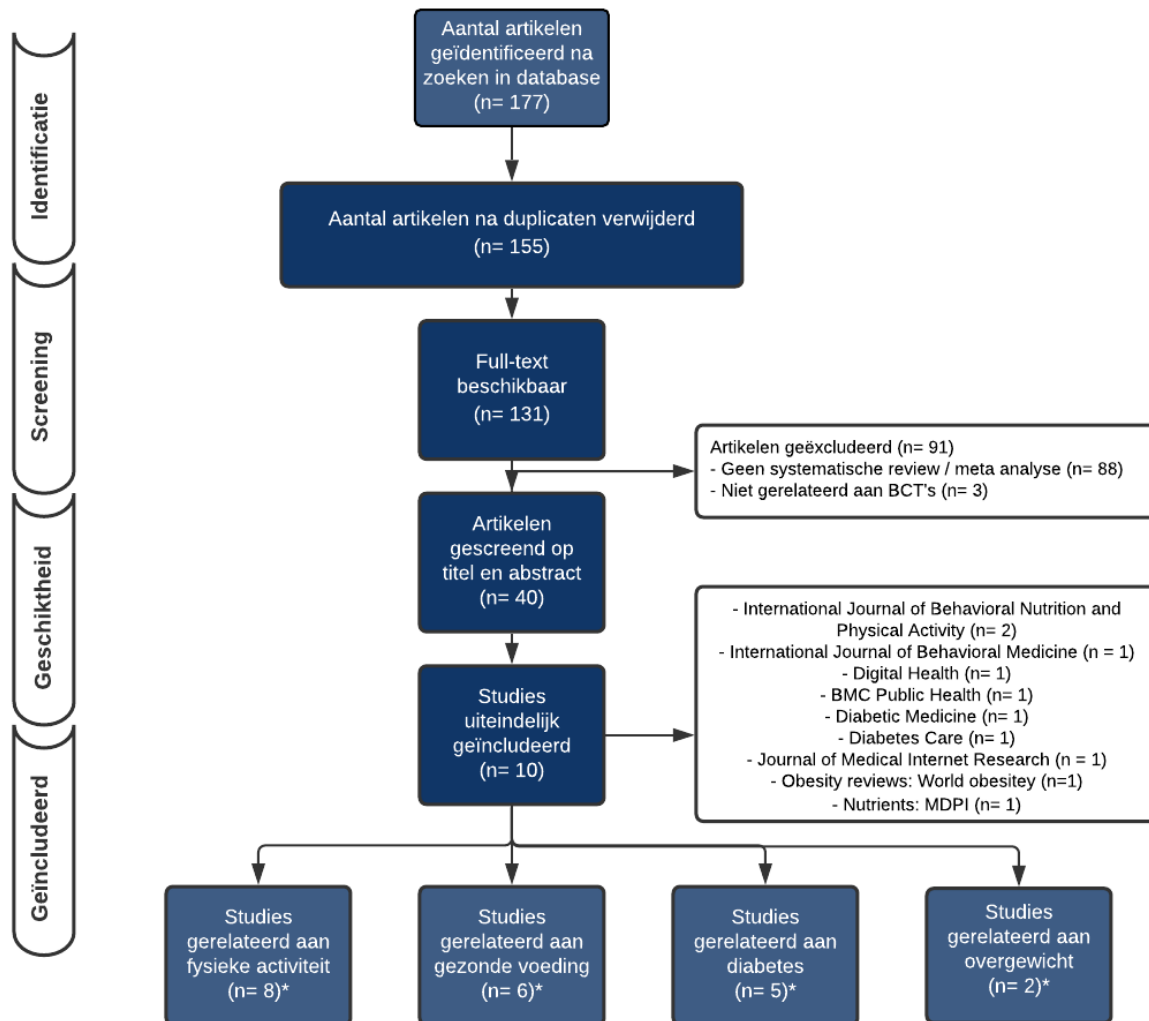 Identificatie
Screening
Geschiktheid
Geïncludeerd
Aantal artikelen
geïdentificeerd na
zoeken in database
(n= 177)
Aantal artikelen na duplicaten verwijderd
(n= 155)
Full-text
beschikbaar
(n= 131)
Artikelen geëxcludeerd (n= 91)
- Geen systematische review / meta analyse (n= 88)
- Niet gerelateerd aan BCT's (n= 3)
Artikelen
gescreend op
titel en abstract
(n= 40)
Studies
uiteindelijk
geïncludeerd
(n= 10)
- International Journal of Behavioral Nutrition and
Physical Activity (n= 2)
- International Journal of Behavioral Medicine (n = 1)
- Digital Health (n= 1)
- BMC Public Health (n= 1)
- Diabetic Medicine (n= 1)
- Diabetes Care (n= 1)
- Journal of Medical Internet Research (n = 1)
- Obesity reviews: World obesitey (n=1)
- Nutrients: MDPI (n= 1)
Studies
gerelateerd aan
fysieke activiteit
(n= 8)*
Studies
gerelateerd aan
gezonde voeding
(n= 6)*
Studies
gerelateerd aan
diabetes
(n= 5)*
Studies
gerelateerd aan
overgewicht
(n= 2)*